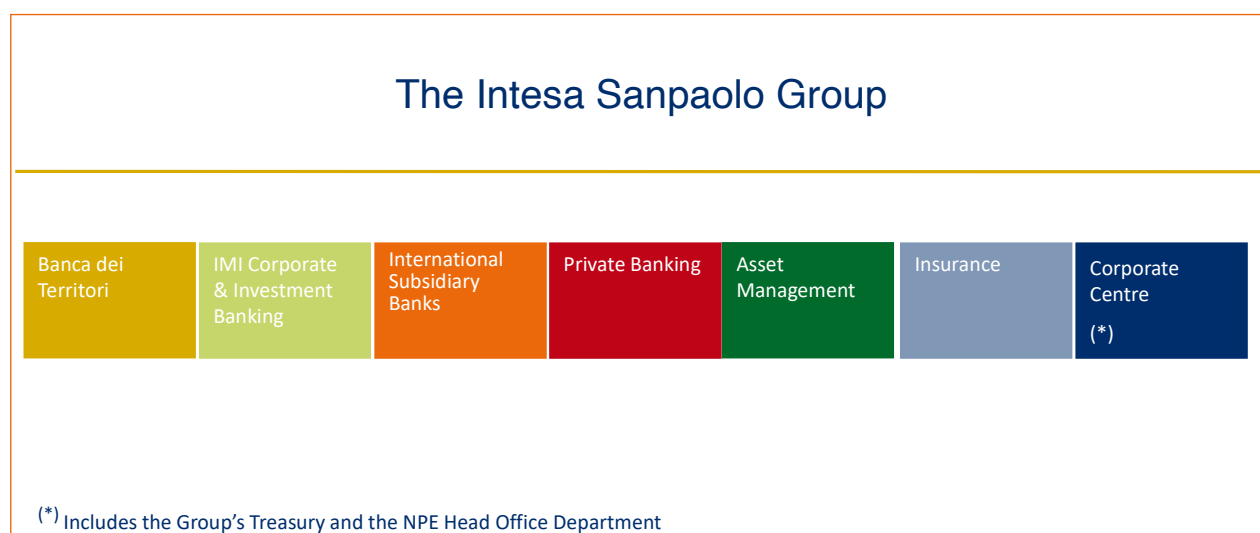 The Intesa Sanpaolo Group
Banca dei
Territori
IMI Corporate
& Investment
Banking
International
Subsidiary
Banks
Private Banking
Asset
Management
Insurance
Corporate
Centre
(*)
(*) Includes the Group’s Treasury and the NPE Head Office Department